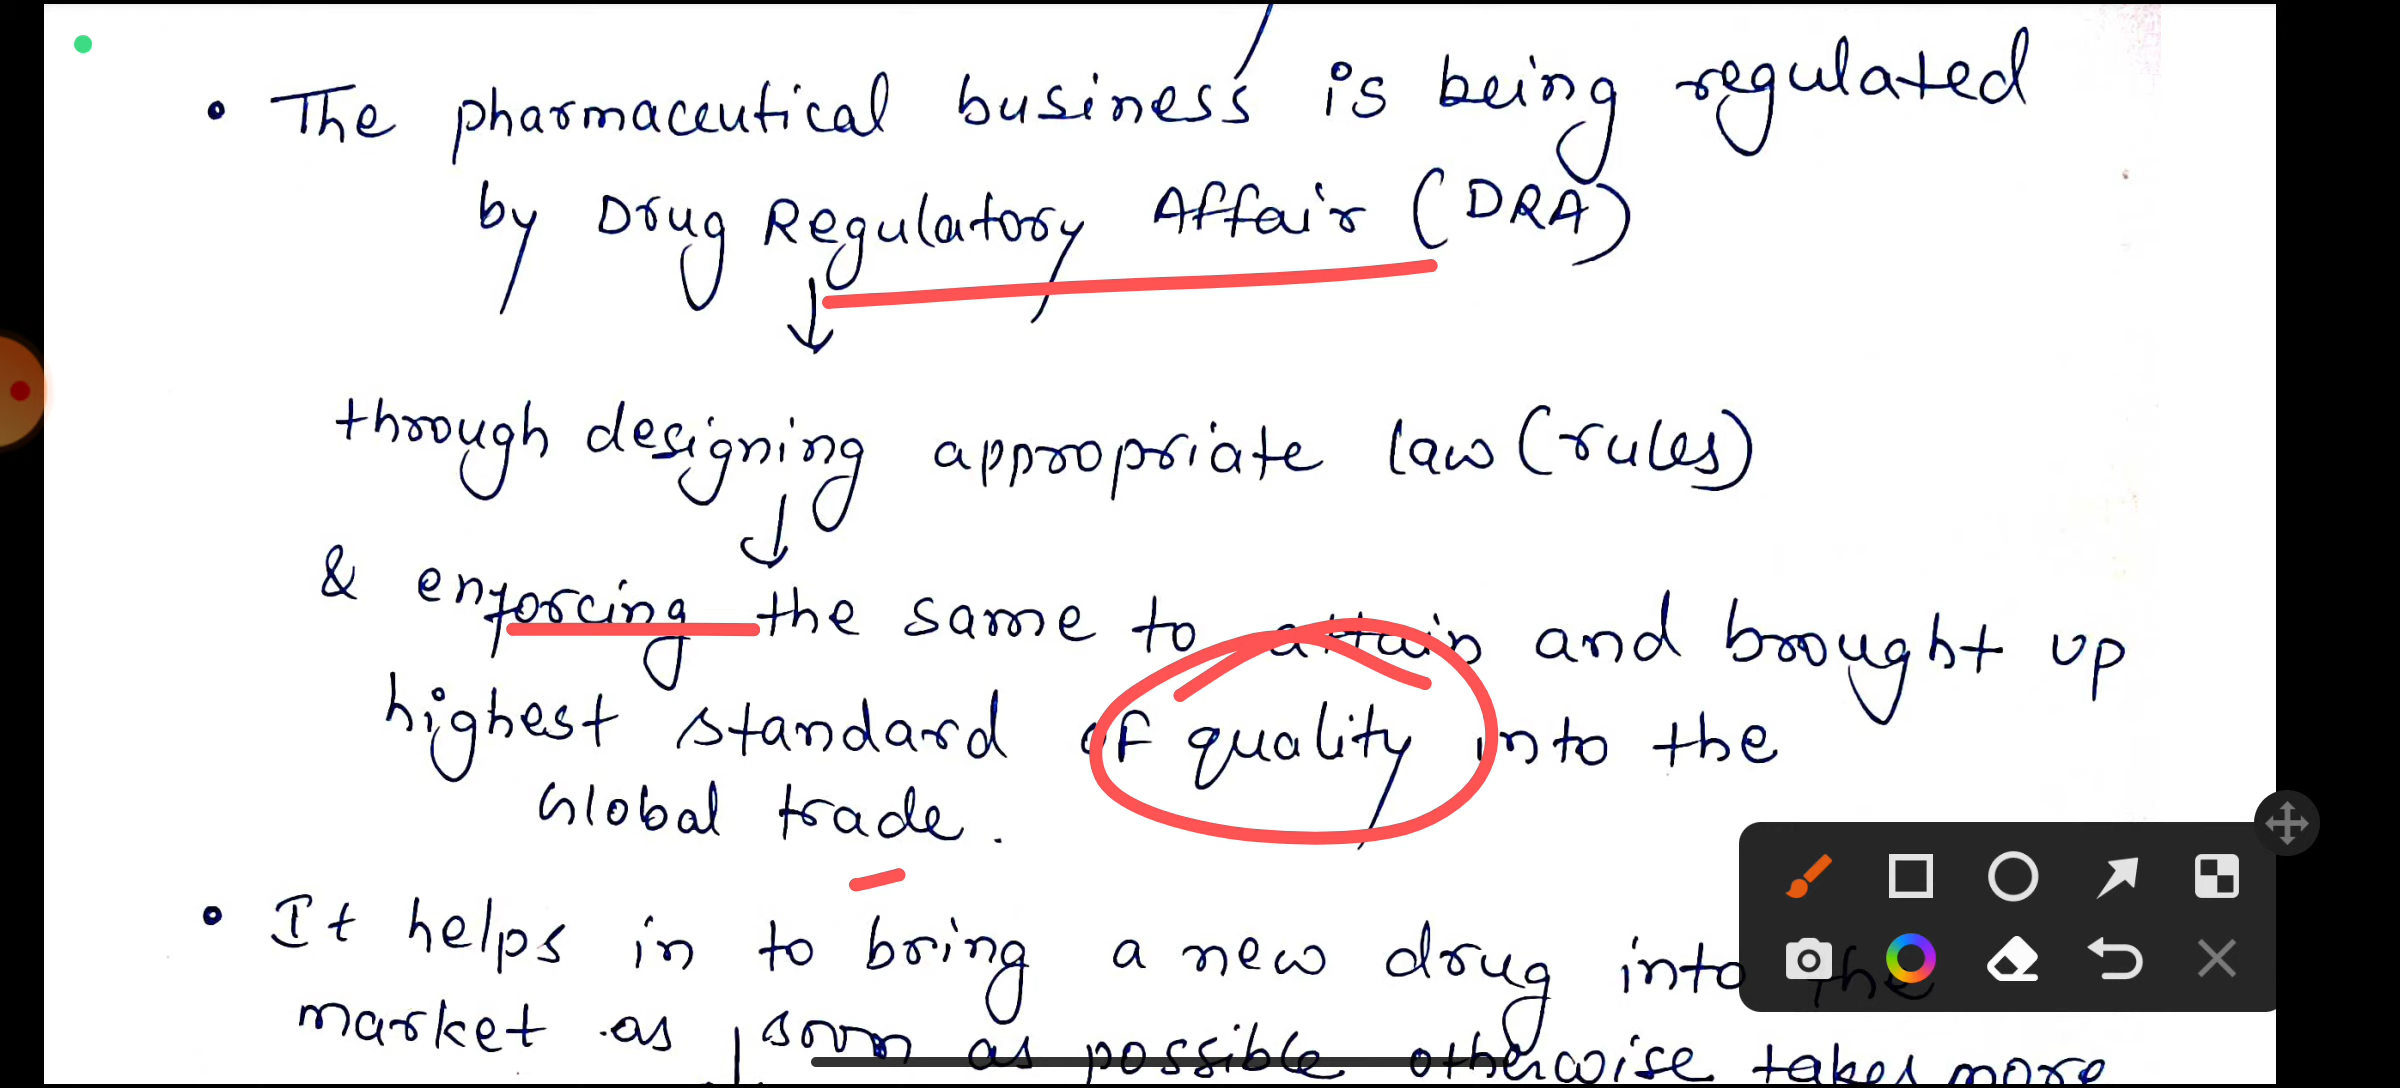 • The pharmaceutical business is being regulated
by Drug Regulatory Affair (DRA)
through designing appropriate law (rules)
& enforcing the same to attain and brought up
highest standard of quality into the
Global trade.
• It helps in to bring a new drug into the
market as soon as possible otherwise takes more